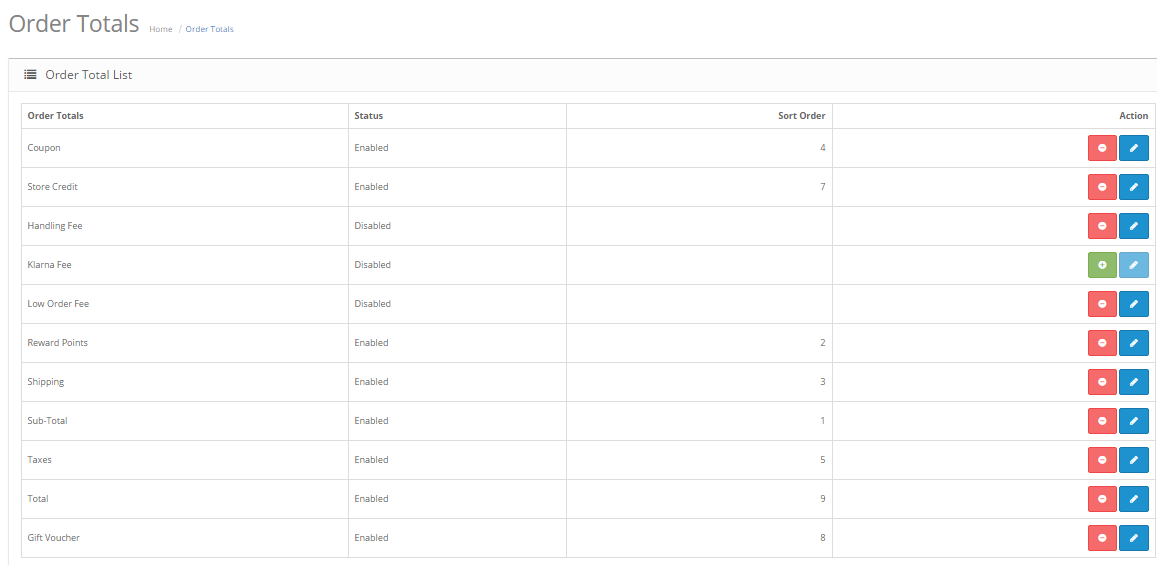 Order Totals Home / Order Totals
Order Total List
Order Totals Status Sort Order Action
Coupon Enabled 4
Store Credit Enabled 7
Handling Fee Disabled
Klarna Fee Disabled
Low Order Fee Disabled
Reward Points Enabled 2
Shipping Enabled 3
Sub-Total Enabled 1
Taxes Enabled 5
Total Enabled 9
Gift Voucher Enabled 8